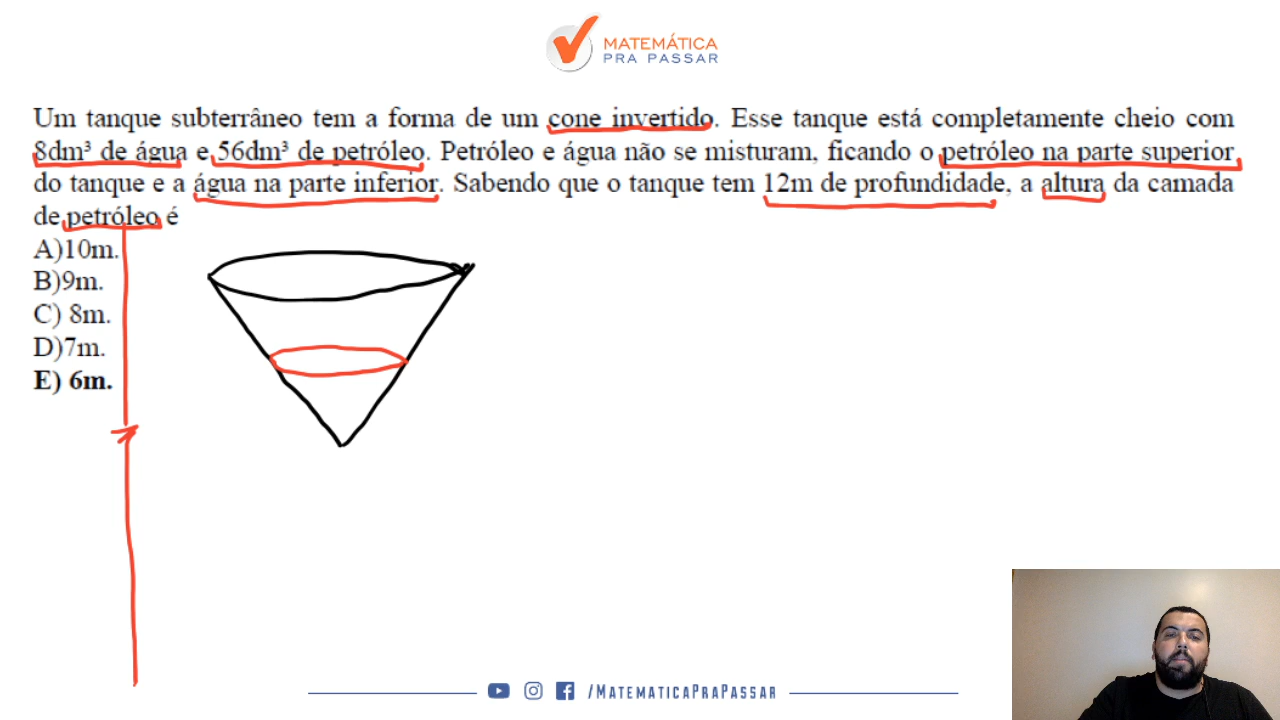 MATEMÁTICA
PRA PASSAR
Um tanque subterrâneo tem a forma de um cone invertido. Esse tanque está completamente cheio com
8dm³ de água e 56dm³ de petróleo. Petróleo e água não se misturam, ficando o petróleo na parte superior
do tanque e a água na parte inferior. Sabendo que o tanque tem 12m de profundidade, a altura da camada
de petróleo é
A)10m.
B)9m.
C) 8m.
D)7m.
E) 6m.
/MATEMATICAPRAPASSAR